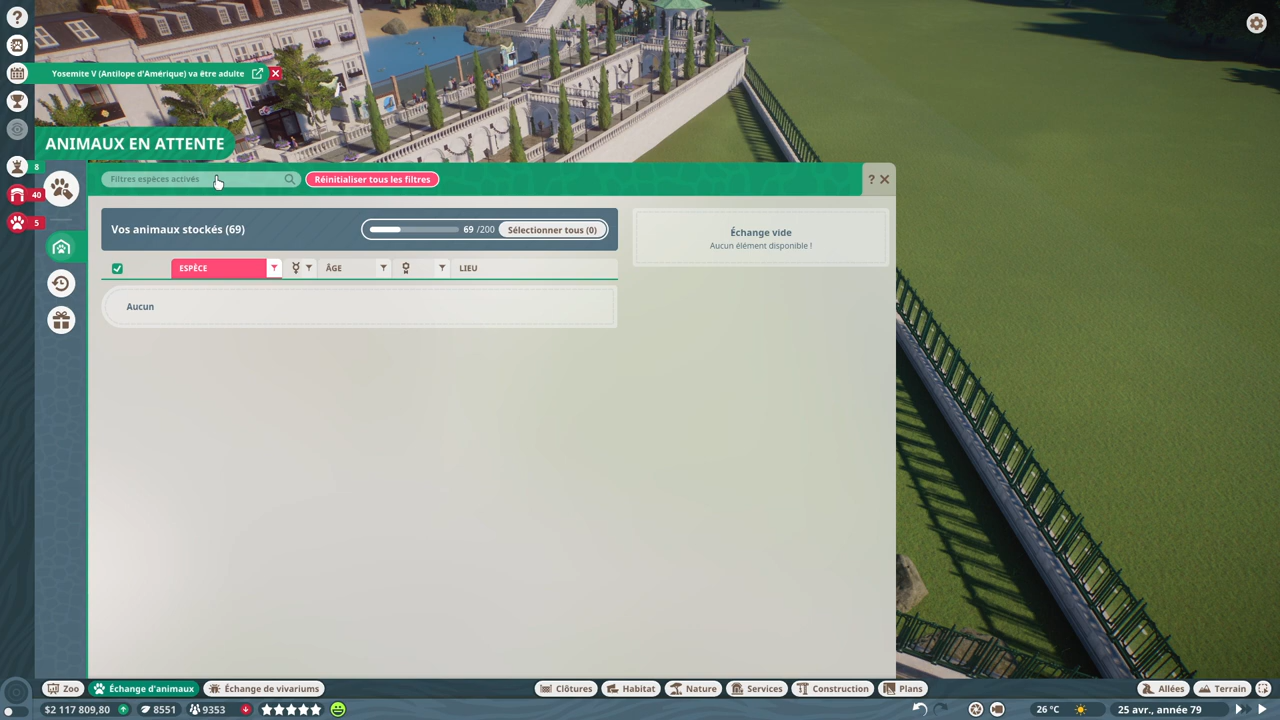 Yosemite V (Antilope d'Amérique) va être adulte
ANIMAUX EN ATTENTE
8
40
5
Filtres espèces activés
Réinitialiser tous les filtres
?
Vos animaux stockés (69)
69 /200
Sélectionner tous (0)
Échange vide
Aucun élément disponible !
ESPÈCE
ÂGE
LIEU
Aucun
Zoo
Échange d'animaux
Échange de vivariums
Clôtures
Habitat
Nature
Services
Construction
Plans
Allées
Terrain
$2 117 809,80
8551
9353
26 °C
25 avr., année 79